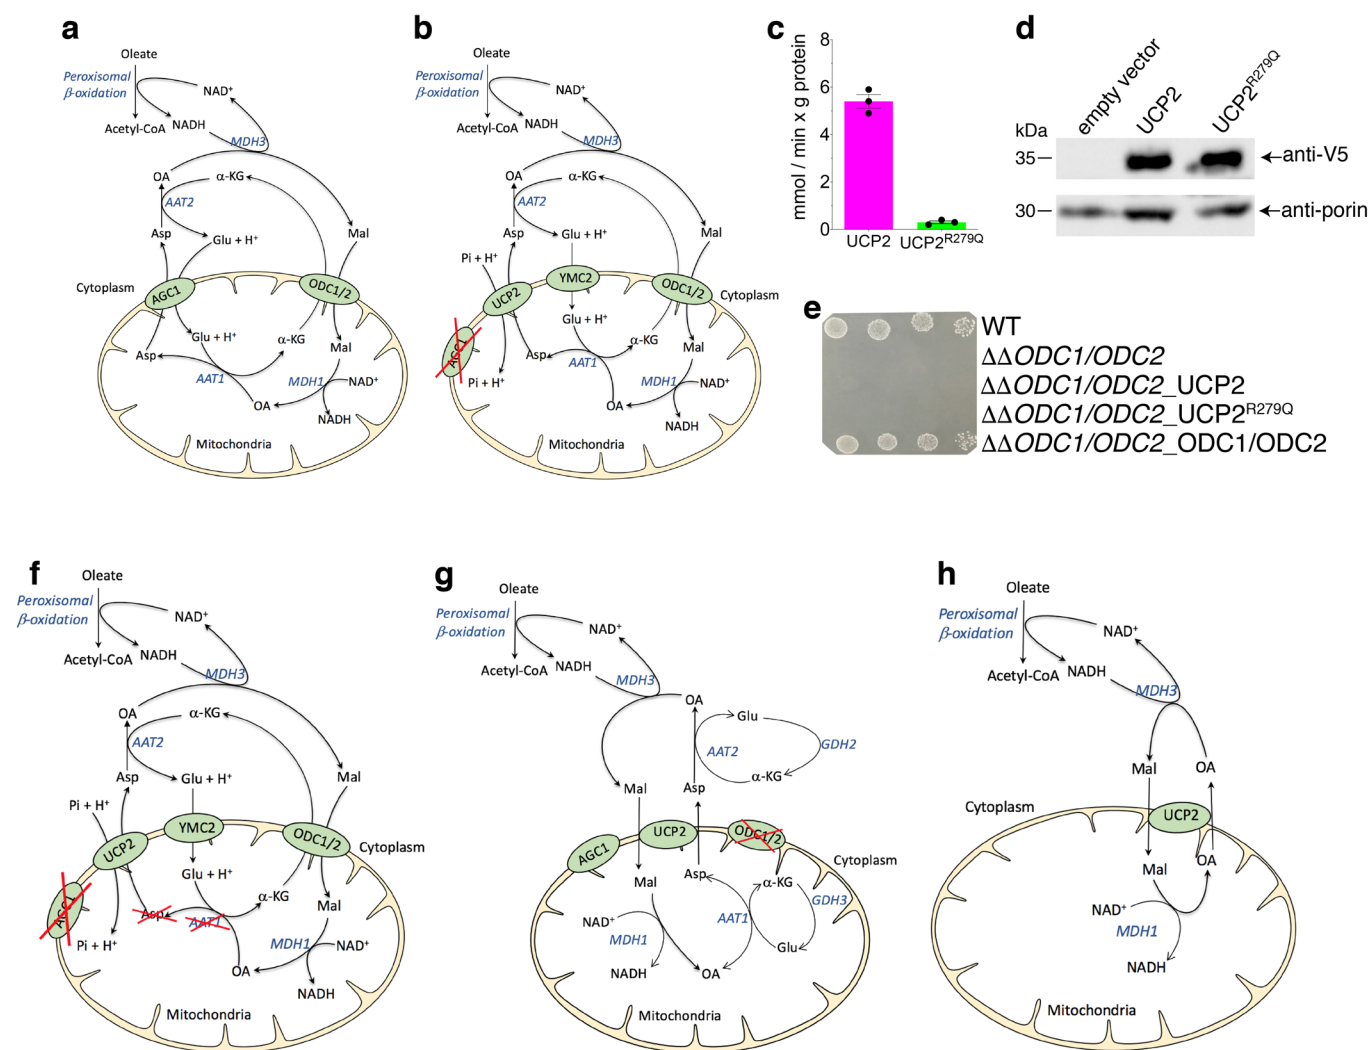 a
Oleate
Peroxisomal
β-oxidation
NAD⁺
Acetyl-CoA
NADH
MDH3
OA
α-KG
AAT2
Asp
Glu + H⁺
Mal
Cytoplasm
AGC1
ODC1/2
Glu + H⁺
α-KG
Asp
Mal
AAT1
MDH1
NAD⁺
OA
NADH
Mitochondria
b
Oleate
Peroxisomal
β-oxidation
NAD⁺
Acetyl-CoA
NADH
MDH3
OA
α-KG
AAT2
Asp
Glu + H⁺
Mal
Pi + H⁺
YMC2
UCP2
ODC1/2
Cytoplasm
Glu + H⁺
AGC1
Asp
α-KG
Mal
AAT1
Pi + H⁺
MDH1
NAD⁺
OA
NADH
Mitochondria
c
mmol / min x g protein
8
6
4
2
0
UCP2
UCP2ᴿ²⁷⁹Q
d
empty vector
UCP2
UCP2ᴿ²⁷⁹Q
kDa
35
anti-V5
30
anti-porin
e
WT
ΔΔODC1/ODC2
ΔΔODC1/ODC2_UCP2
ΔΔODC1/ODC2_UCP2ᴿ²⁷⁹Q
ΔΔODC1/ODC2_ODC1/ODC2
f
Oleate
Peroxisomal
β-oxidation
NAD⁺
Acetyl-CoA
NADH
MDH3
OA
α-KG
AAT2
Asp
Glu + H⁺
Mal
Pi + H⁺
YMC2
UCP2
ODC1/2
Cytoplasm
Glu + H⁺
AGC1
α-KG
Asp
AAT1
Mal
Pi + H⁺
MDH1
NAD⁺
OA
NADH
Mitochondria
g
Oleate
Peroxisomal
β-oxidation
NAD⁺
Acetyl-CoA
NADH
MDH3
OA
Glu
AAT2
GDH2
α-KG
Mal
Asp
AGC1
UCP2
ODC1/2
Cytoplasm
Mal
Asp
α-KG
GDH3
NAD⁺
AAT1
MDH1
Glu
NADH
OA
Mitochondria
h
Oleate
Peroxisomal
β-oxidation
NAD⁺
Acetyl-CoA
NADH
MDH3
Mal
OA
Cytoplasm
UCP2
Mal
OA
NAD⁺
MDH1
NADH
Mitochondria